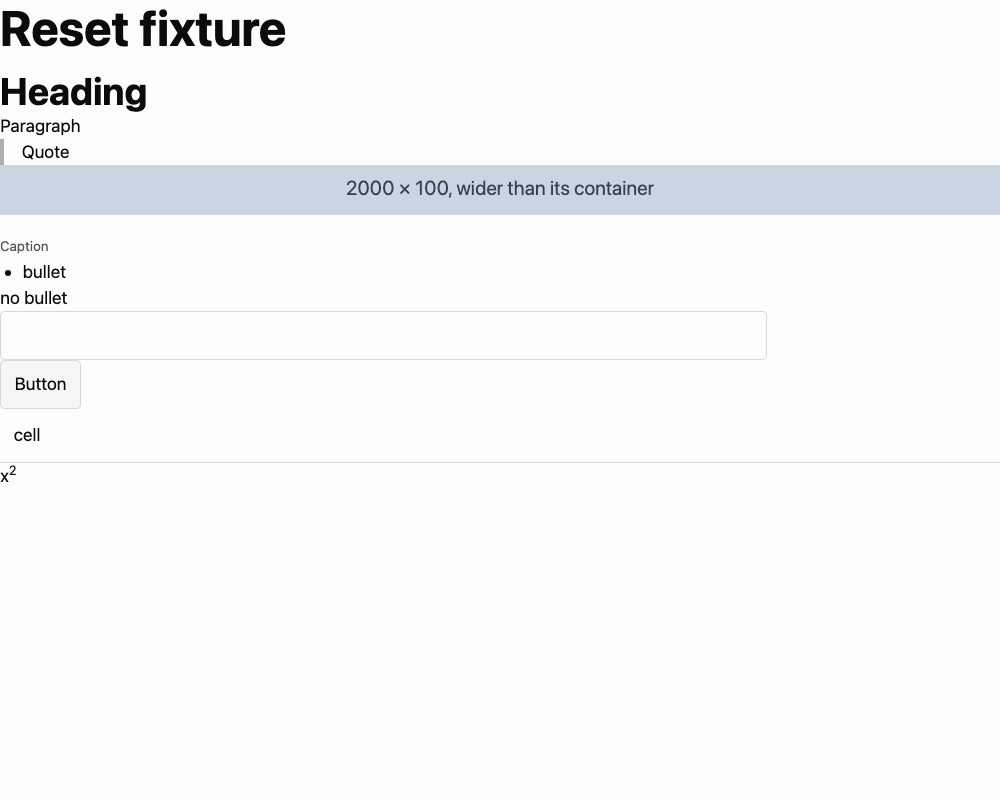 Reset fixture
Heading
Paragraph
Quote
2000 × 100, wider than its container
Caption
• bullet
no bullet
Button
cell
x²